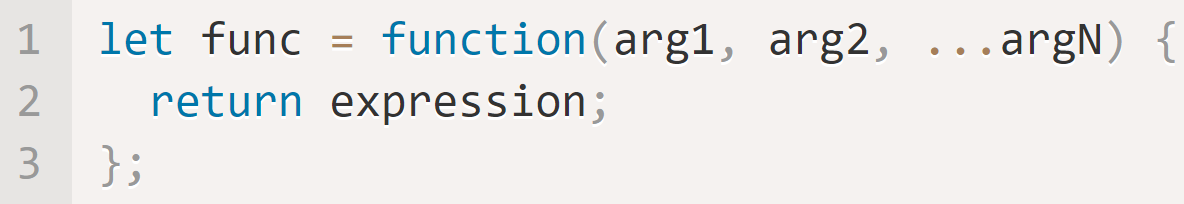 1 let func = function(arg1, arg2, ...argN) {
2   return expression;
3 };